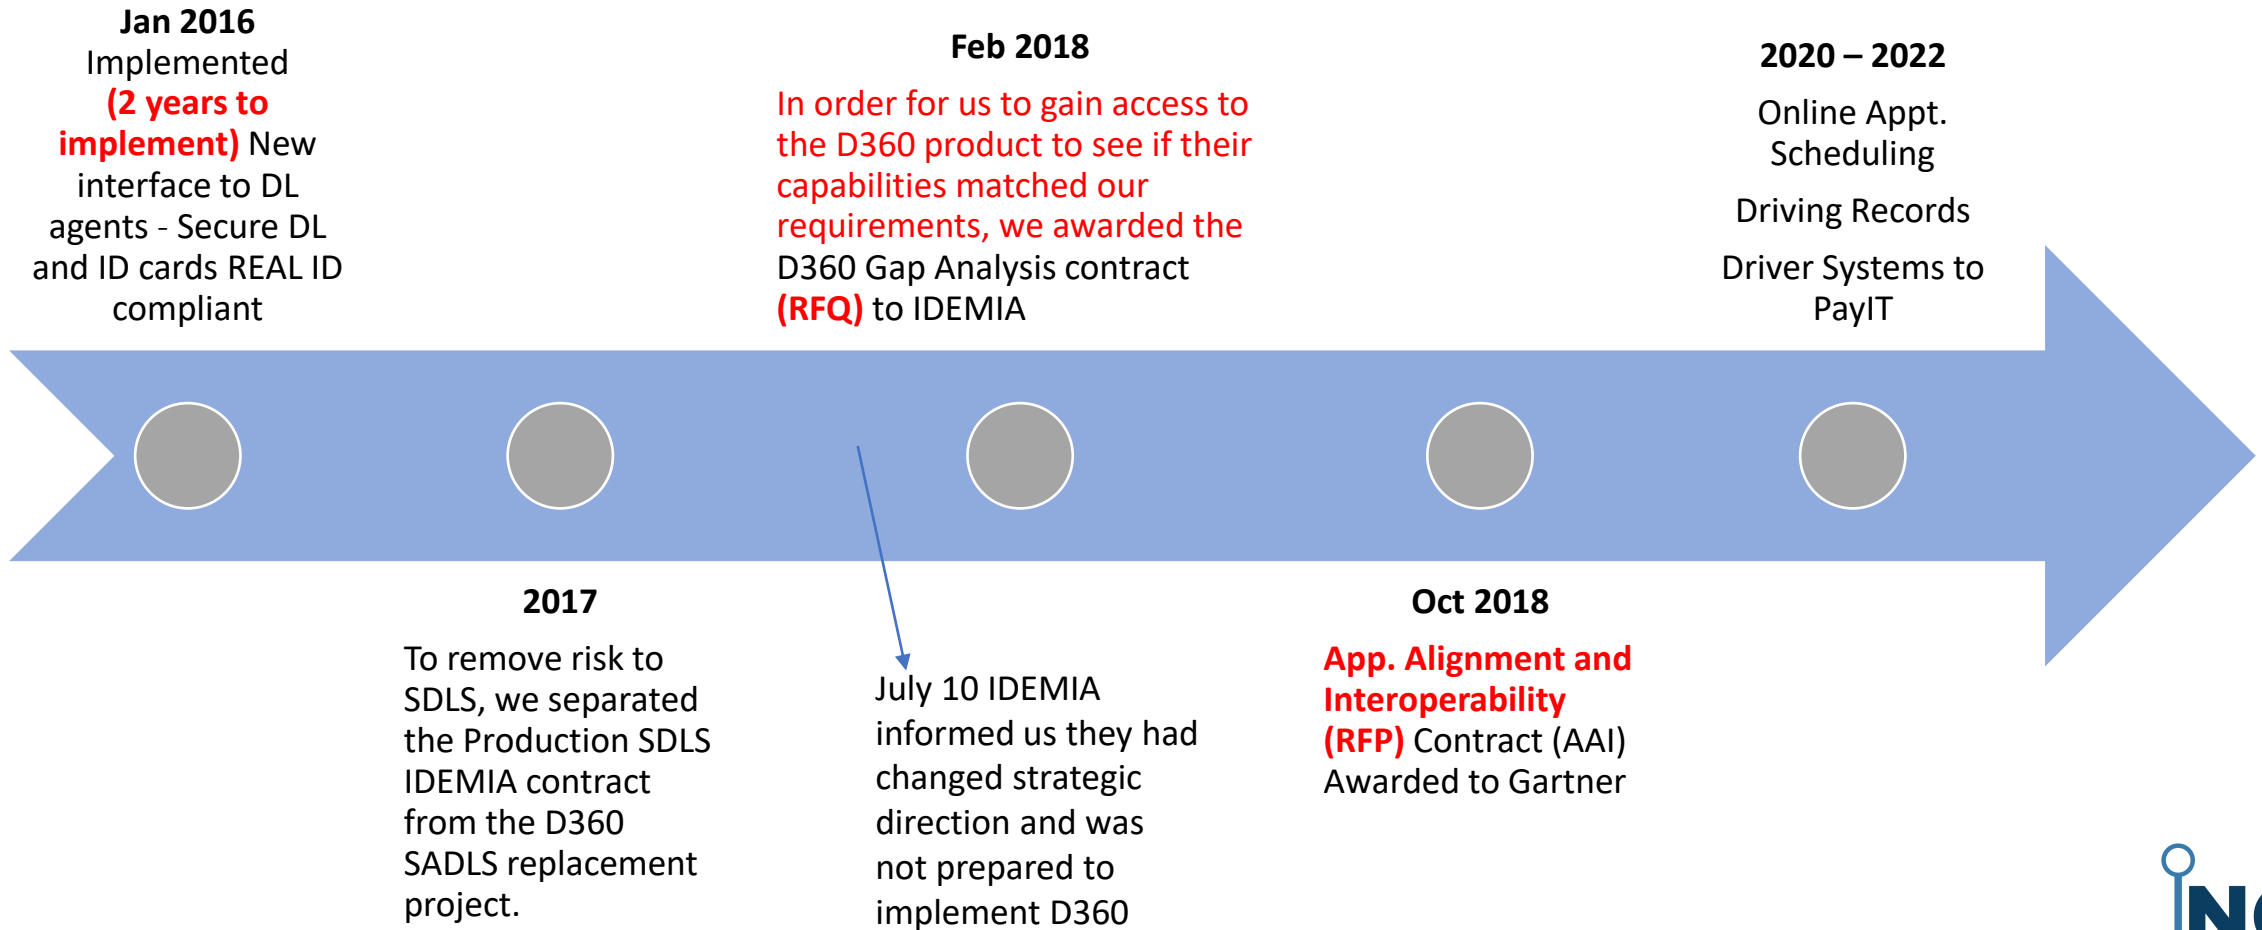 Jan 2016
Implemented
(2 years to
implement) New
interface to DL
agents - Secure DL
and ID cards REAL ID
compliant
2017
To remove risk to
SDLS, we separated
the Production SDLS
IDEMIA contract
from the D360
SADLS replacement
project.
Feb 2018
In order for us to gain access to
the D360 product to see if their
capabilities matched our
requirements, we awarded the
D360 Gap Analysis contract
(RFQ) to IDEMIA
July 10 IDEMIA
informed us they had
changed strategic
direction and was
not prepared to
implement D360
Oct 2018
App. Alignment and
Interoperability
(RFP) Contract (AAI)
Awarded to Gartner
2020 – 2022
Online Appt.
Scheduling
Driving Records
Driver Systems to
PayIT